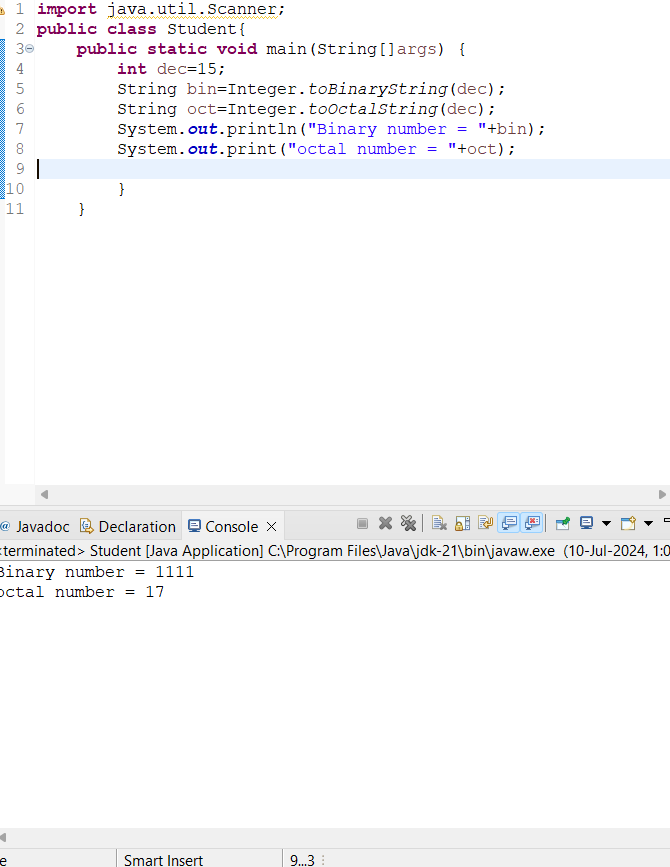 1 import java.util.Scanner;
2 public class Student{
3 public static void main(String[]args) {
4 int dec=15;
5 String bin=Integer.toBinaryString(dec);
6 String oct=Integer.toOctalString(dec);
7 System.out.println("Binary number = "+bin);
8 System.out.print("octal number = "+oct);
9
10 }
11 }
@ Javadoc Declaration Console
<terminated> Student [Java Application] C:\Program Files\Java\jdk-21\bin\javaw.exe (10-Jul-2024, 1:0
Binary number = 1111
octal number = 17
e Smart Insert 9...3